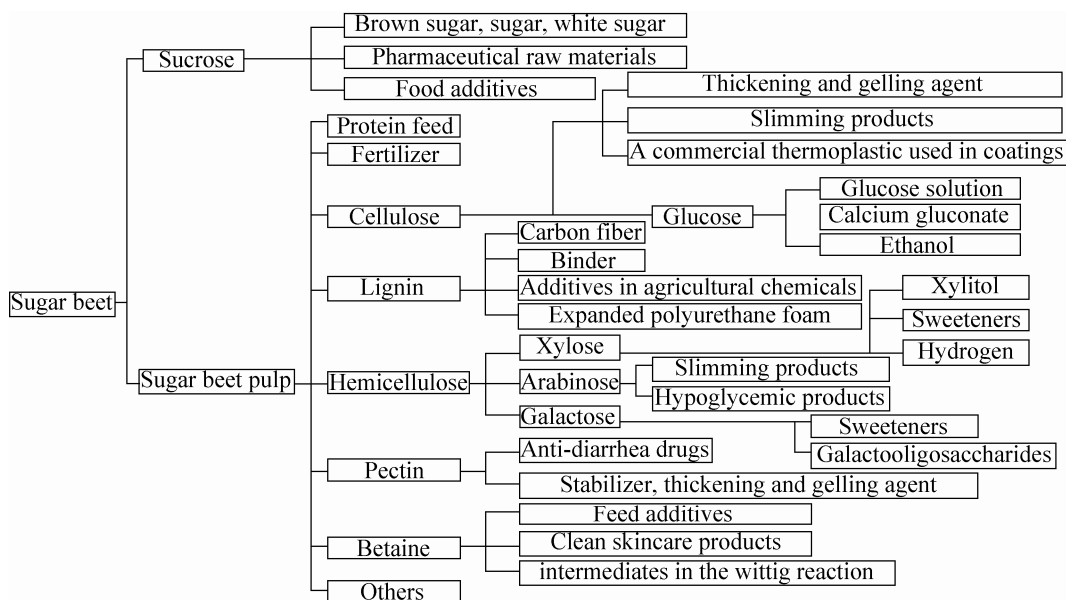 Brown sugar, sugar, white sugar
Sucrose
Pharmaceutical raw materials
Food additives
Thickening and gelling agent
Slimming products
A commercial thermoplastic used in coatings
Protein feed
Fertilizer
Cellulose
Glucose
Glucose solution
Calcium gluconate
Ethanol
Carbon fiber
Binder
Lignin
Additives in agricultural chemicals
Expanded polyurethane foam
Sugar beet
Xylitol
Sweeteners
Hydrogen
Xylose
Sugar beet pulp
Hemicellulose
Arabinose
Slimming products
Hypoglycemic products
Galactose
Sweeteners
Galactooligosaccharides
Anti-diarrhea drugs
Pectin
Stabilizer, thickening and gelling agent
Feed additives
Betaine
Clean skincare products
intermediates in the wittig reaction
Others